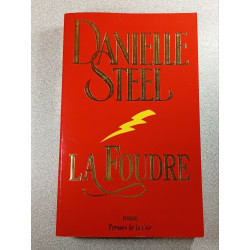 DANIELLE
STEEL
LA FOUDRE
roman
Presses de la Cité